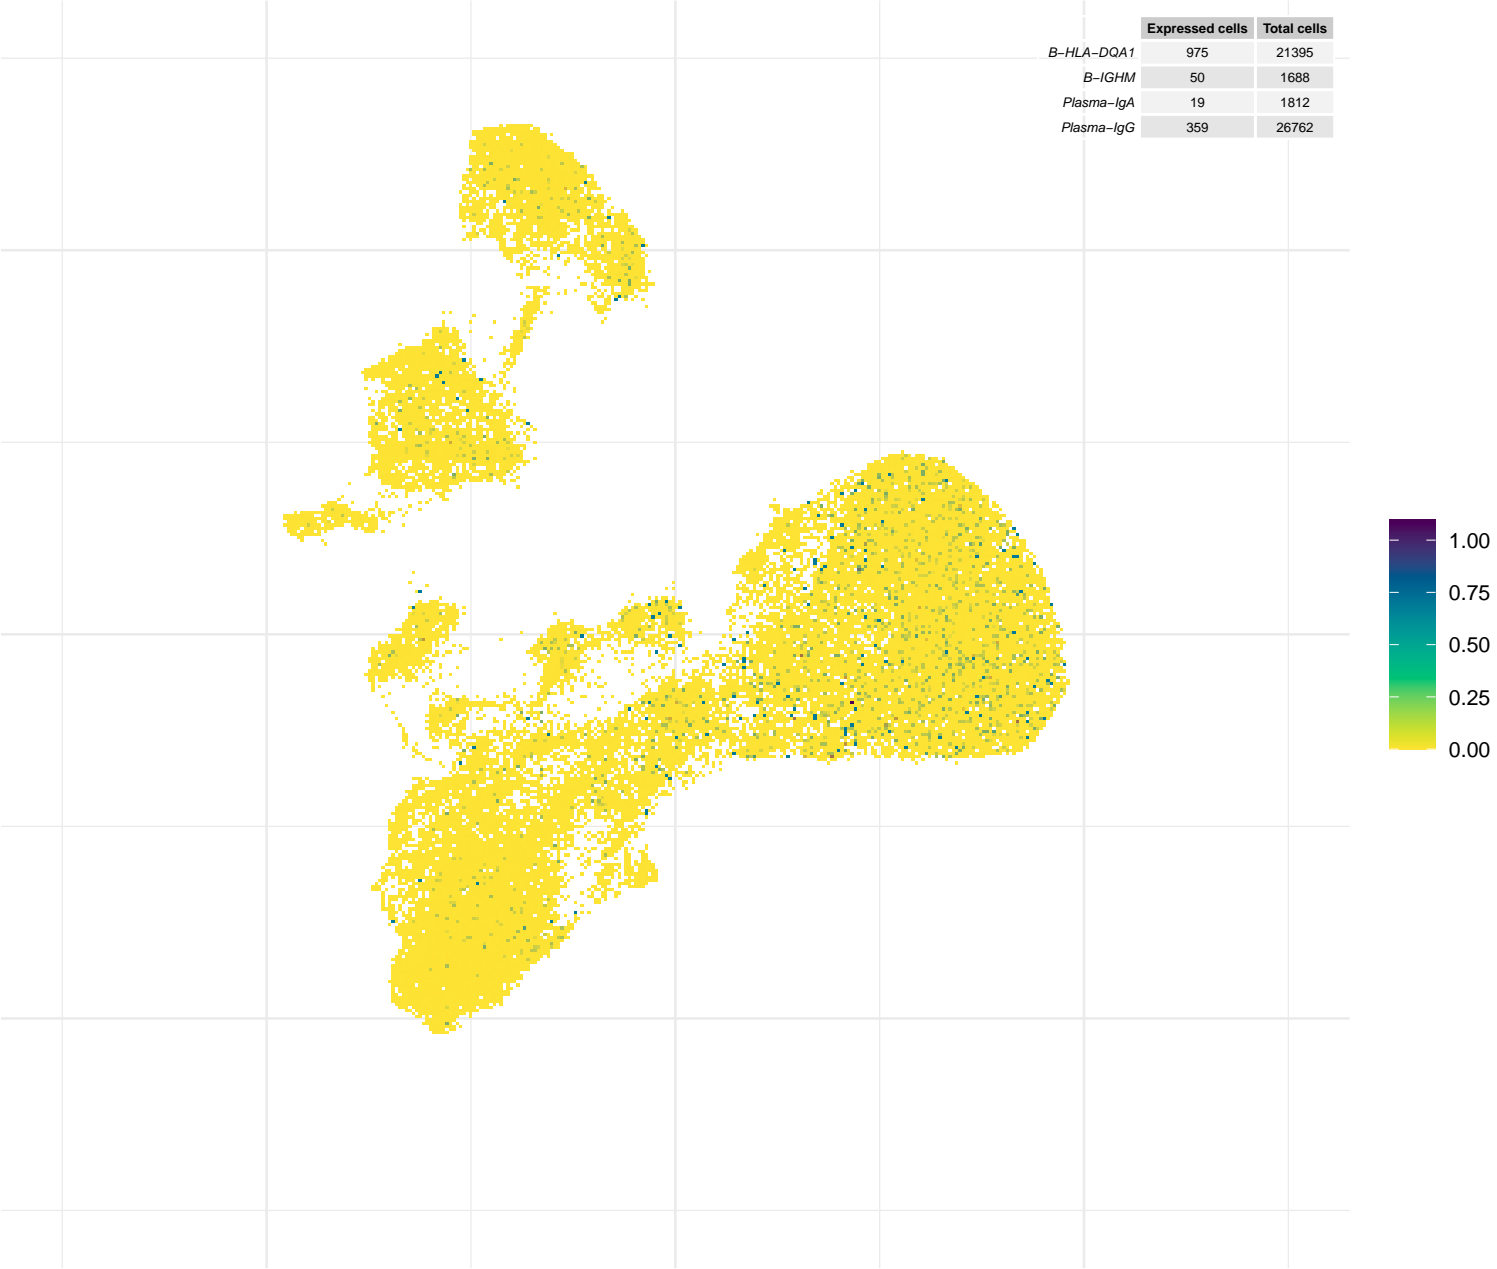 Expressed cells Total cells
B−HLA−DQA1 975 21395
B−IGHM 50 1688
Plasma−IgA 19 1812
Plasma−IgG 359 26762
1.00
0.75
0.50
0.25
0.00